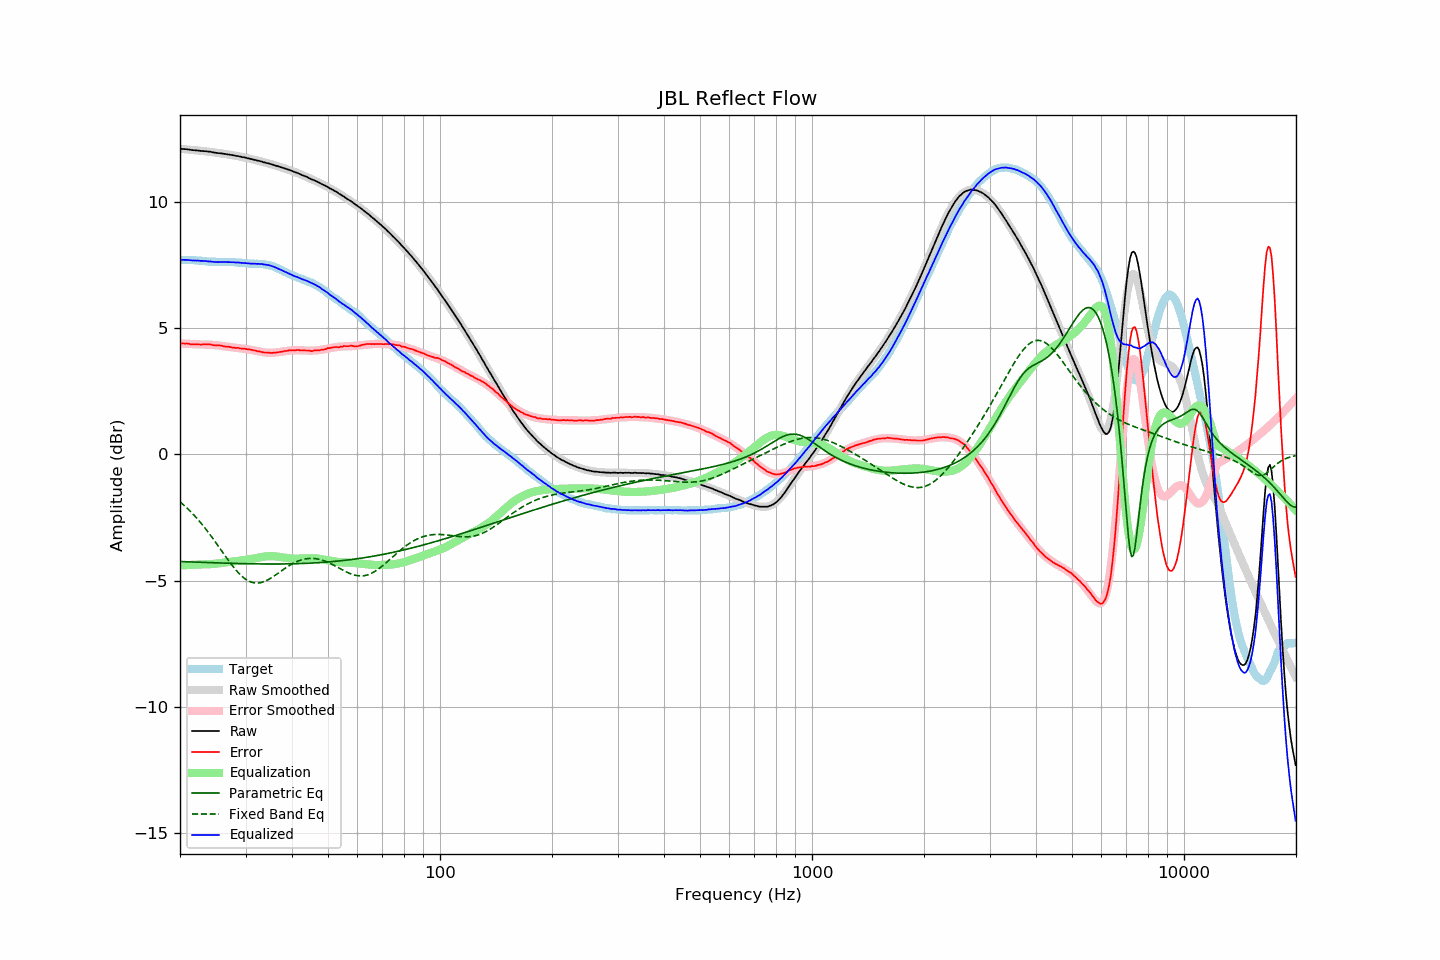 JBL Reflect Flow
Amplitude (dBr)
10
5
0
−5
−10
−15
Target
Raw Smoothed
Error Smoothed
Raw
Error
Equalization
Parametric Eq
Fixed Band Eq
Equalized
100
1000
10000
Frequency (Hz)